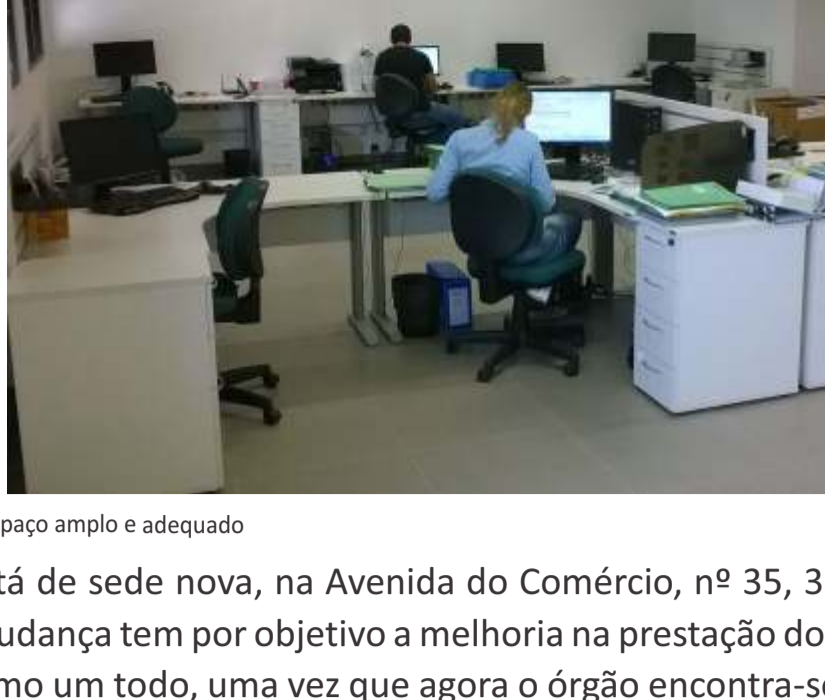 paço amplo e adequado
tá de sede nova, na Avenida do Comércio, nº 35, 3
udança tem por objetivo a melhoria na prestação do
mo um todo, uma vez que agora o órgão encontra-se